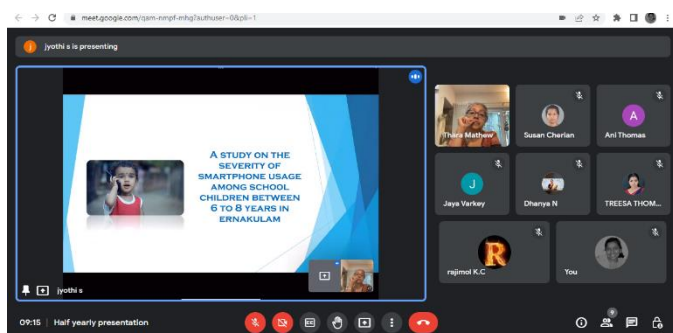 meet.google.com/qam-nmpf-mhg?authuser=0&pli=1
jyothi s is presenting
A STUDY ON THE
SEVERITY OF
SMARTPHONE USAGE
AMONG SCHOOL
CHILDREN BETWEEN
6 TO 8 YEARS IN
ERNAKULAM
jyothi s
Thara Mathew
Susan Cherian
A
Ani Thomas
J
Jaya Varkey
Dhanya N
TREESA THOM...
R
rajimol K.C
You
09:15 | Half yearly presentation
9